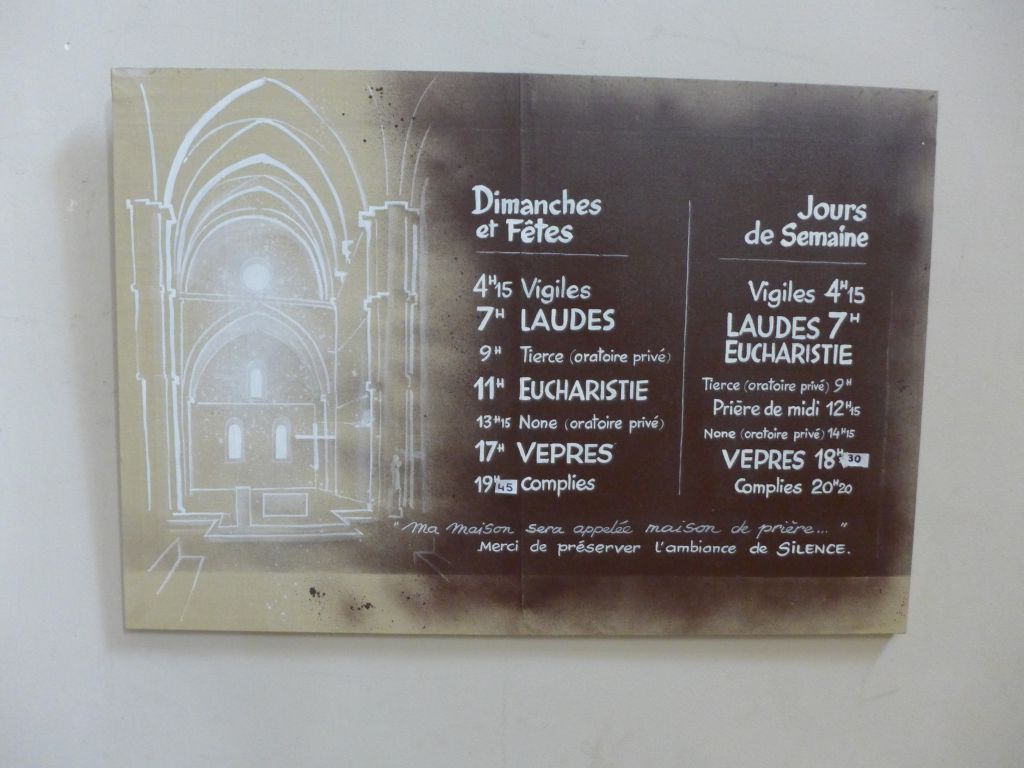 Dimanches
et Fêtes
4H15 Vigiles
7H LAUDES
9H Tierce (oratoire privé)
11H EUCHARISTIE
13H15 None (oratoire privé)
17H VEPRES
19H45 Complies
Jours
de Semaine
Vigiles 4H15
LAUDES 7H
EUCHARISTIE
Tierce (oratoire privé) 9H
Prière de midi 12H15
None (oratoire privé) 14H15
VEPRES 18H30
Complies 20H20
"Ma maison sera appelée maison de prière..."
Merci de préserver l'ambiance de SILENCE.